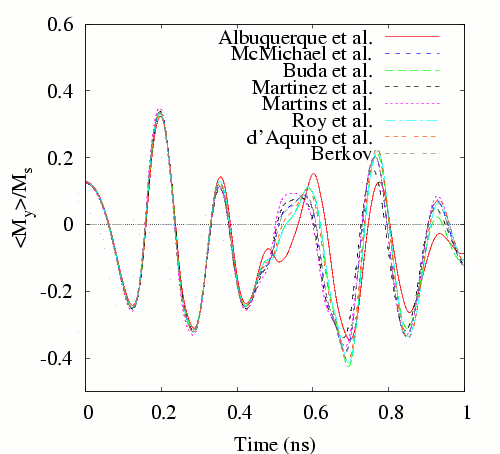 <M_y>/M_s
0.6
0.4
0.2
0
-0.2
-0.4
Albuquerque et al.
McMichael et al.
Buda et al.
Martinez et al.
Martins et al.
Roy et al.
d'Aquino et al.
Berkov
0 0.2 0.4 0.6 0.8 1
Time (ns)